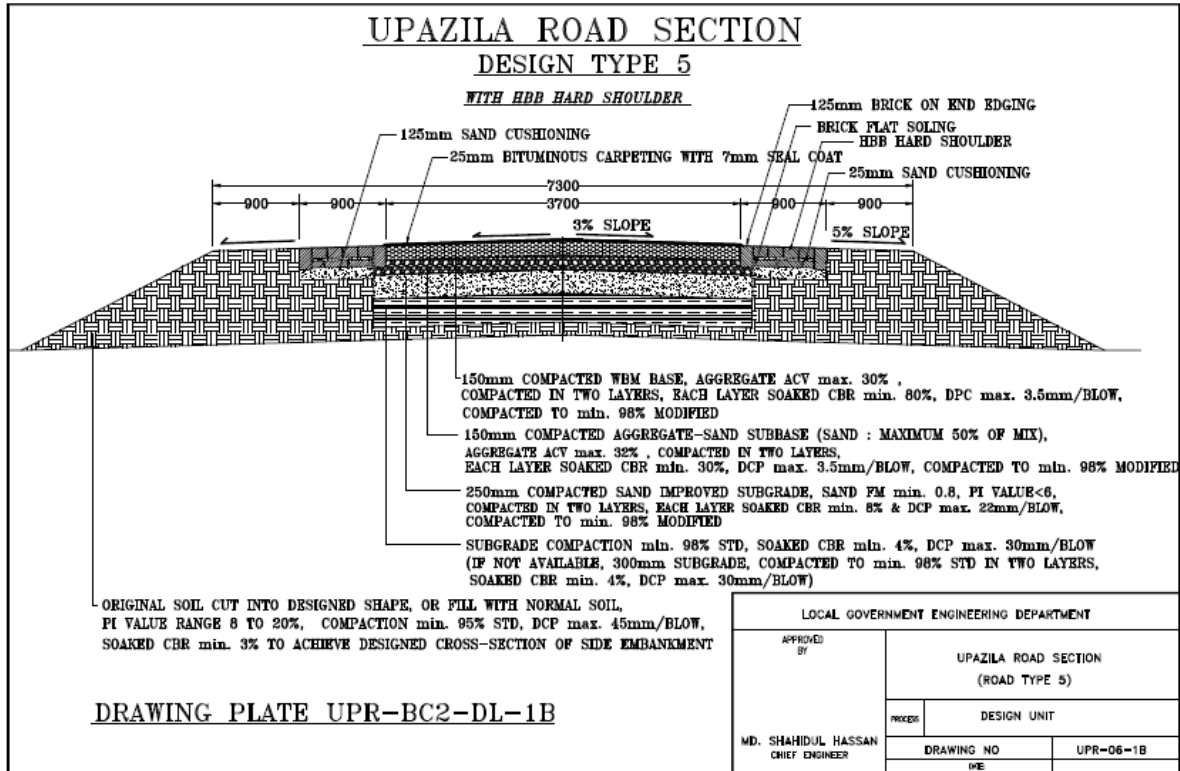 UPAZILA ROAD SECTION
DESIGN TYPE 5
WITH HBB HARD SHOULDER
125mm BRICK ON END EDGING
125mm SAND CUSHIONING
BRICK FLAT SOLING
HBB HARD SHOULDER
25mm BITUMINOUS CARPETING WITH 7mm SEAL COAT
25mm SAND CUSHIONING
7300
900 900 3700 900 900
3% SLOPE
5% SLOPE
150mm COMPACTED WBM BASE, AGGREGATE ACV max. 30% ,
COMPACTED IN TWO LAYERS, EACH LAYER SOAKED CBR min. 80%, DPC max. 3.5mm/BLOW,
COMPACTED TO min. 98% MODIFIED
150mm COMPACTED AGGREGATE-SAND SUBBASE (SAND : MAXIMUM 50% OF MIX),
AGGREGATE ACV max. 32% , COMPACTED IN TWO LAYERS,
EACH LAYER SOAKED CBR min. 30%, DCP max. 3.5mm/BLOW, COMPACTED TO min. 98% MODIFIED
250mm COMPACTED SAND IMPROVED SUBGRADE, SAND FM min. 0.8, PI VALUE<6,
COMPACTED IN TWO LAYERS, EACH LAYER SOAKED CBR min. 8% & DCP max. 22mm/BLOW,
COMPACTED TO min. 98% MODIFIED
SUBGRADE COMPACTION min. 98% STD, SOAKED CBR min. 4%, DCP max. 30mm/BLOW
(IF NOT AVAILABLE, 300mm SUBGRADE, COMPACTED TO min. 98% STD IN TWO LAYERS,
SOAKED CBR min. 4%, DCP max. 30mm/BLOW)
ORIGINAL SOIL CUT INTO DESIGNED SHAPE, OR FILL WITH NORMAL SOIL,
PI VALUE RANGE 8 TO 20%, COMPACTION min. 95% STD, DCP max. 45mm/BLOW,
SOAKED CBR min. 3% TO ACHIEVE DESIGNED CROSS-SECTION OF SIDE EMBANKMENT
DRAWING PLATE UPR-BC2-DL-1B
LOCAL GOVERNMENT ENGINEERING DEPARTMENT
APPROVED
BY
MD. SHAHIDUL HASSAN
CHIEF ENGINEER
UPAZILA ROAD SECTION
(ROAD TYPE 5)
PROCESS DESIGN UNIT
DRAWING NO UPR-06-1B
DATE